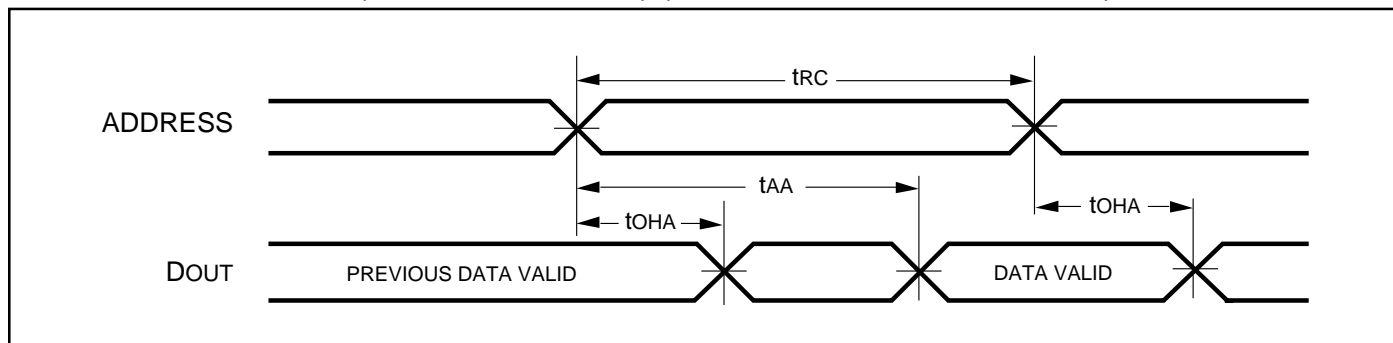 tRC
ADDRESS
tAA
tOHA
tOHA
DOUT
PREVIOUS DATA VALID
DATA VALID